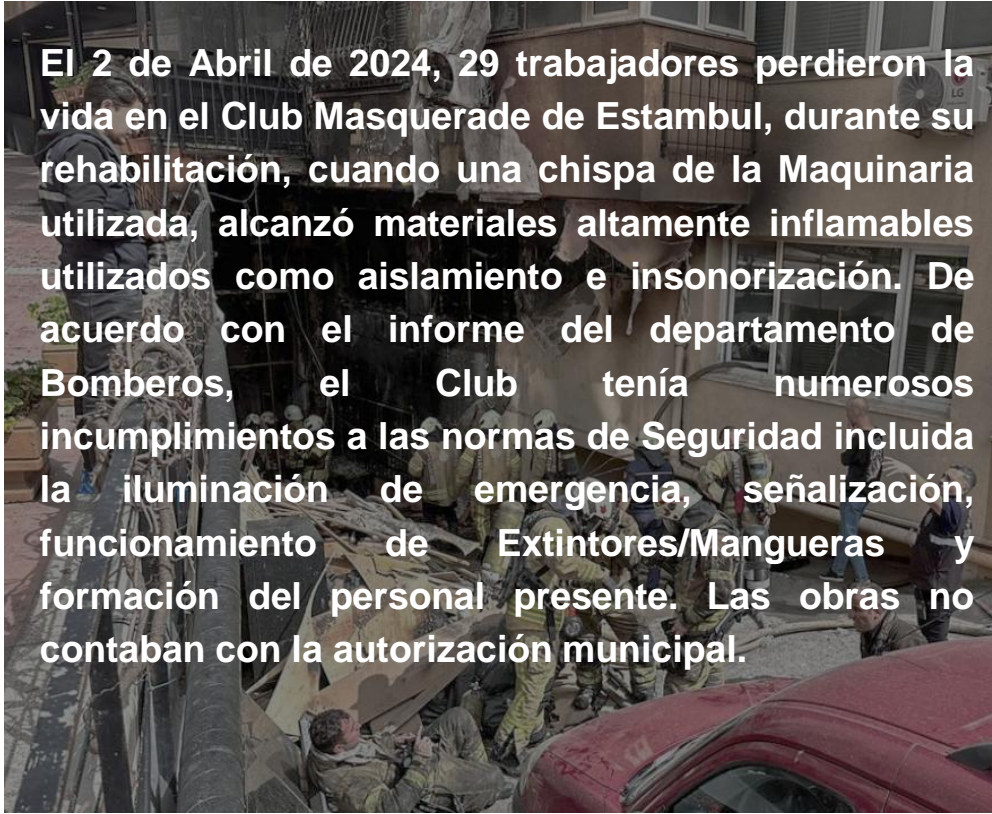 El 2 de Abril de 2024, 29 trabajadores perdieron la
vida en el Club Masquerade de Estambul, durante su
rehabilitación, cuando una chispa de la Maquinaria
utilizada, alcanzó materiales altamente inflamables
utilizados como aislamiento e insonorización. De
acuerdo con el informe del departamento de
Bomberos, el Club tenía numerosos
incumplimientos a las normas de Seguridad incluida
la iluminación de emergencia, señalización,
funcionamiento de Extintores/Mangueras y
formación del personal presente. Las obras no
contaban con la autorización municipal.
LG